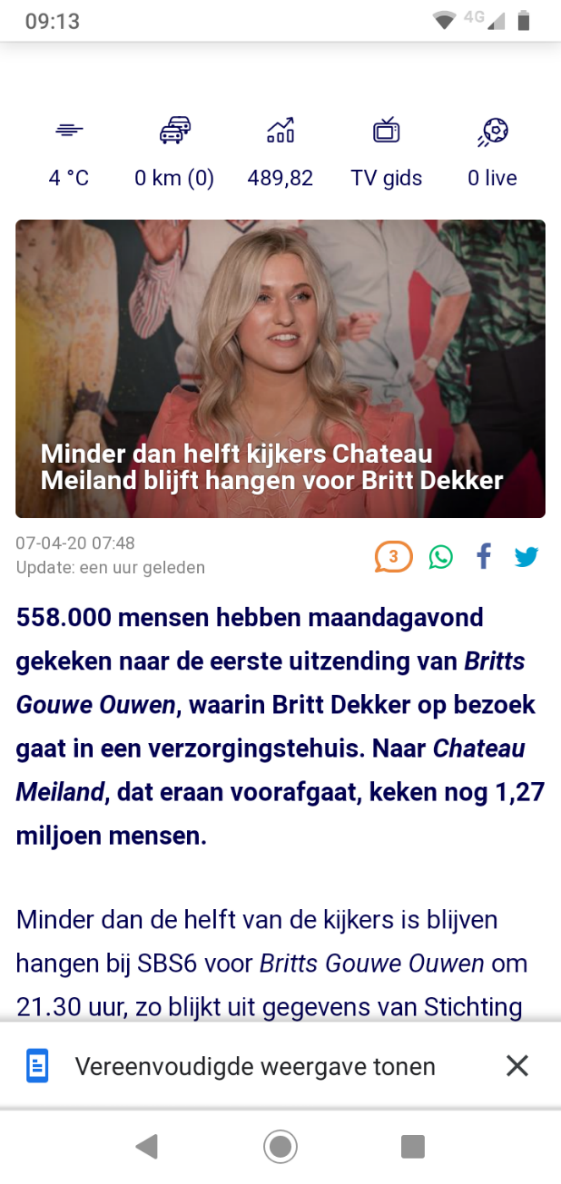 09:13
4G
4 °C
0 km (0)
489,82
TV gids
0 live
Minder dan helft kijkers Chateau
Meiland blijft hangen voor Britt Dekker
07-04-20 07:48
Update: een uur geleden
3
558.000 mensen hebben maandagavond
gekeken naar de eerste uitzending van Britts
Gouwe Ouwen, waarin Britt Dekker op bezoek
gaat in een verzorgingstehuis. Naar Chateau
Meiland, dat eraan voorafgaat, keken nog 1,27
miljoen mensen.
Minder dan de helft van de kijkers is blijven
hangen bij SBS6 voor Britts Gouwe Ouwen om
21.30 uur, zo blijkt uit gegevens van Stichting
Vereenvoudigde weergave tonen